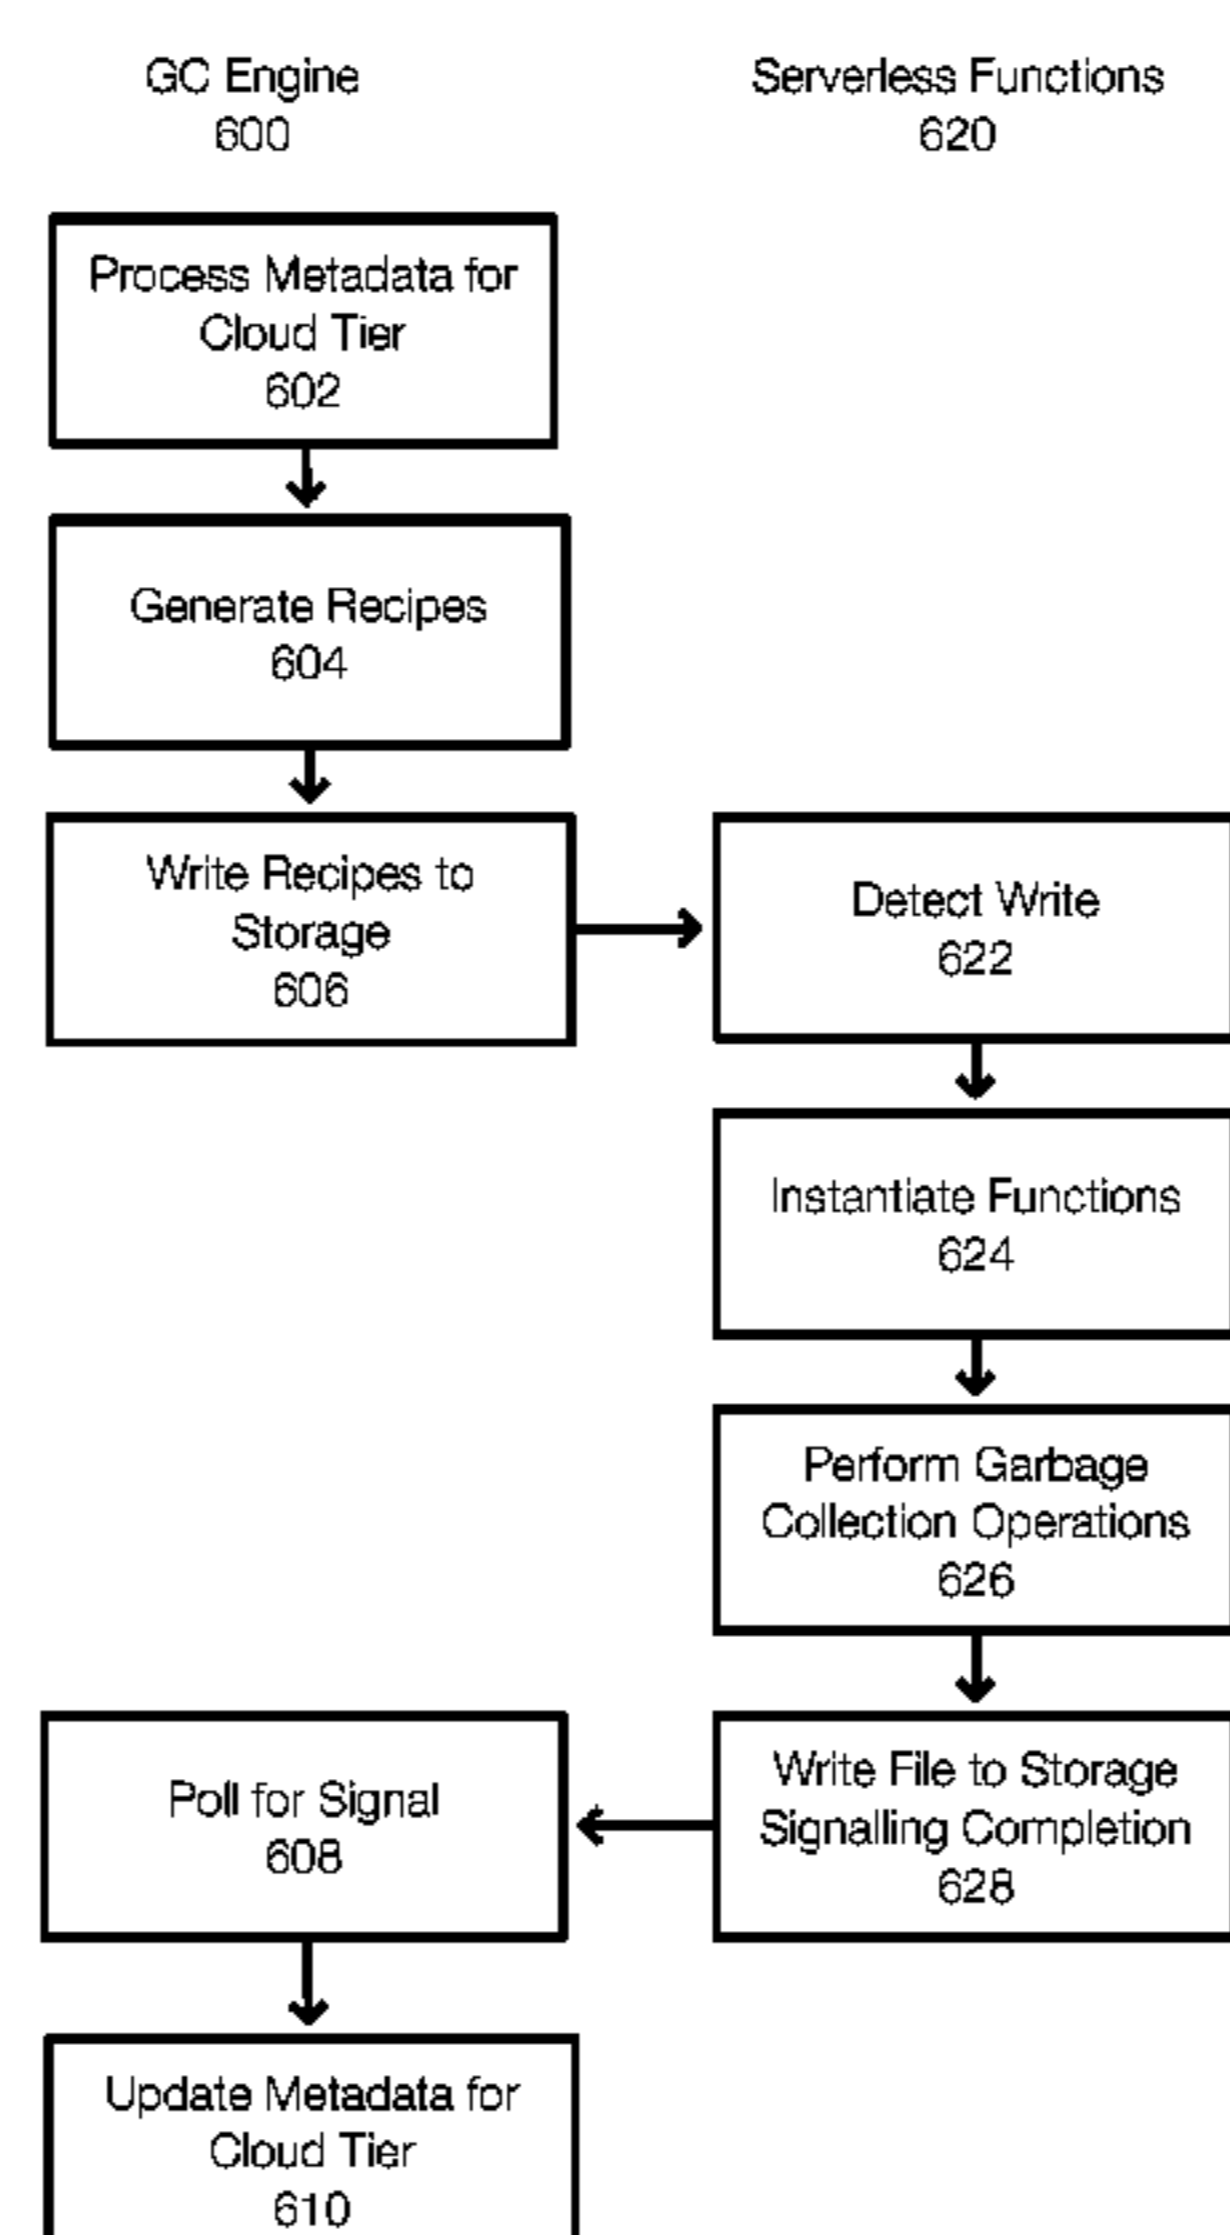 GC Engine
600
Serverless Functions
620
Process Metadata for
Cloud Tier
602
Generate Recipes
604
Write Recipes to
Storage
606
Detect Write
622
Instantiate Functions
624
Perform Garbage
Collection Operations
626
Write File to Storage
Signalling Completion
628
Poll for Signal
608
Update Metadata for
Cloud Tier
610